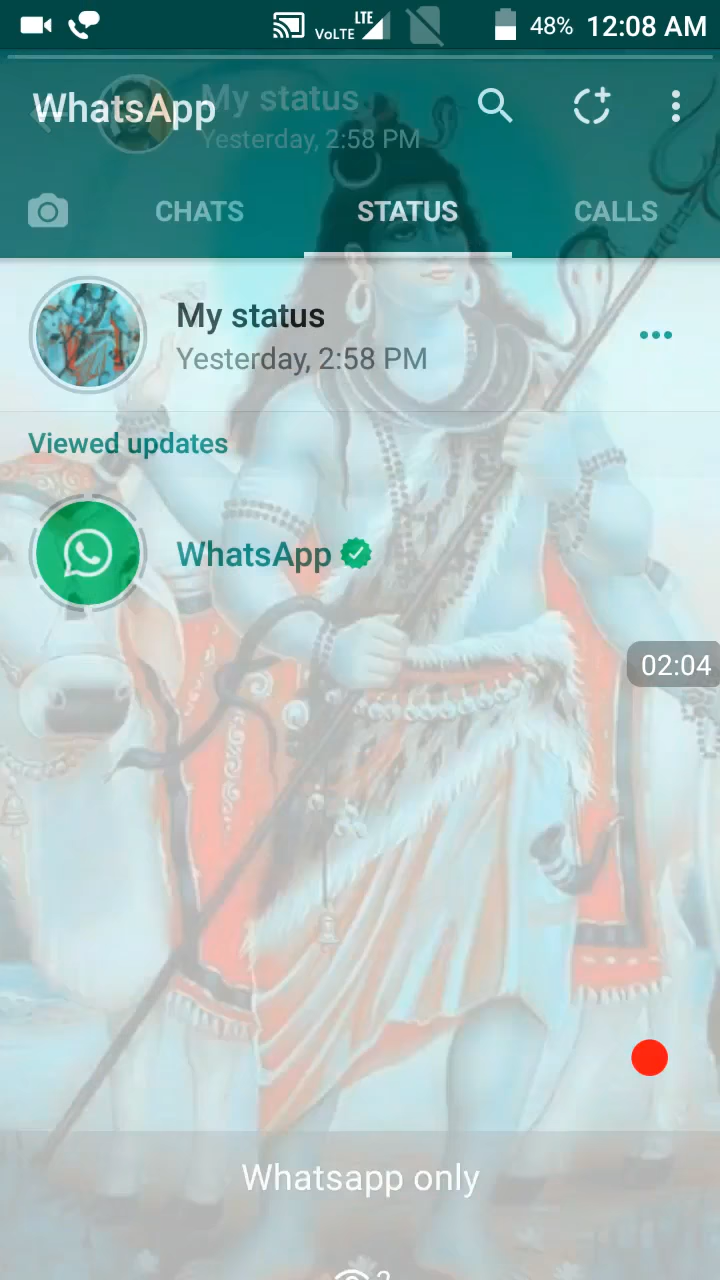 VoLTE LTE 48% 12:08 AM
WhatsApp
My status
Yesterday, 2:58 PM
CHATS STATUS CALLS
My status
Yesterday, 2:58 PM
Viewed updates
WhatsApp
02:04
Whatsapp only
2